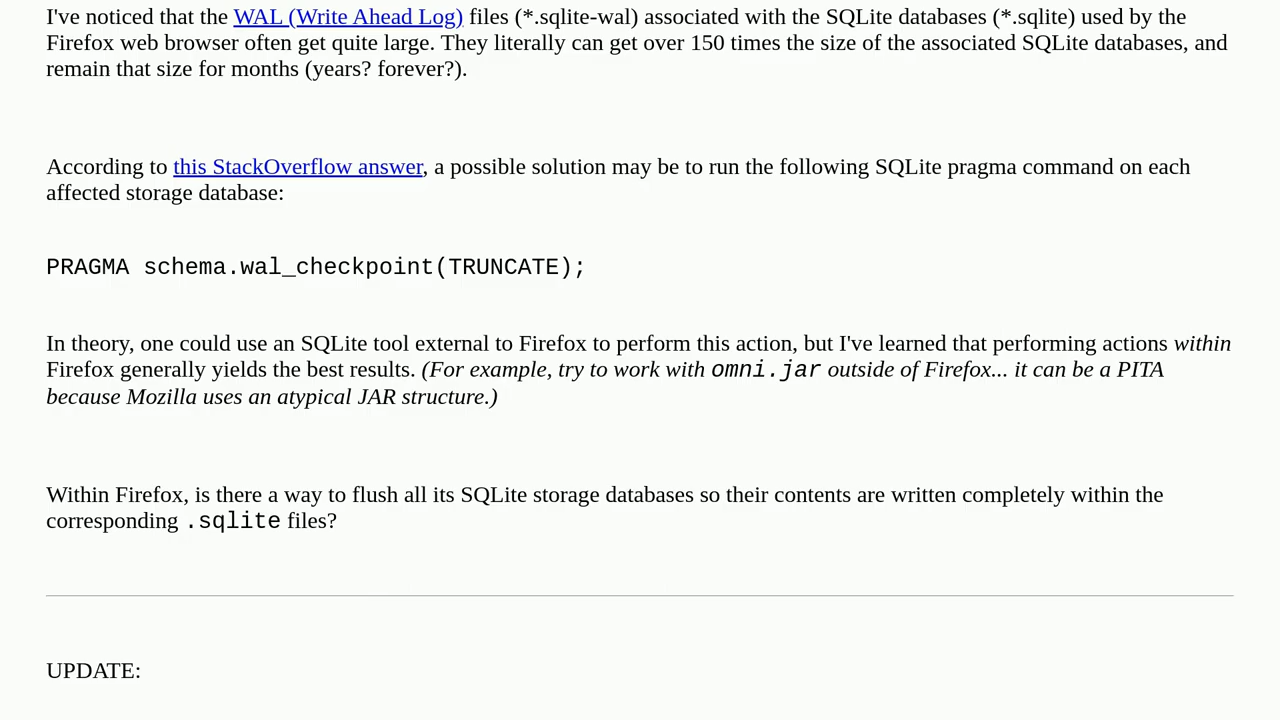 I've noticed that the WAL (Write Ahead Log) files (*.sqlite-wal) associated with the SQLite databases (*.sqlite) used by the
Firefox web browser often get quite large. They literally can get over 150 times the size of the associated SQLite databases, and
remain that size for months (years? forever?).
According to this StackOverflow answer, a possible solution may be to run the following SQLite pragma command on each
affected storage database:
PRAGMA schema.wal_checkpoint(TRUNCATE);
In theory, one could use an SQLite tool external to Firefox to perform this action, but I've learned that performing actions within
Firefox generally yields the best results. (For example, try to work with omni.jar outside of Firefox... it can be a PITA
because Mozilla uses an atypical JAR structure.)
Within Firefox, is there a way to flush all its SQLite storage databases so their contents are written completely within the
corresponding .sqlite files?
UPDATE: